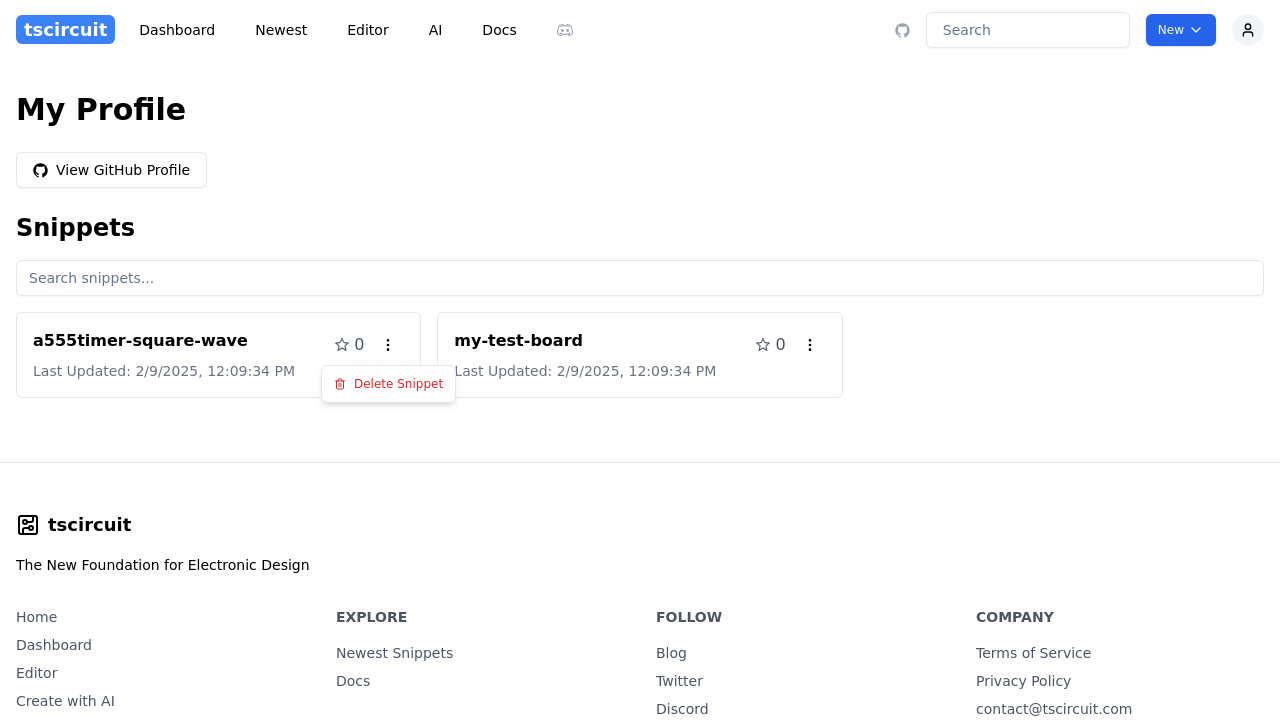 tscircuit Dashboard Newest Editor AI Docs Search New
My Profile
View GitHub Profile
Snippets
Search snippets...
a555timer-square-wave 0
Last Updated: 2/9/2025, 12:09:34 PM
Delete Snippet
my-test-board 0
Last Updated: 2/9/2025, 12:09:34 PM
tscircuit
The New Foundation for Electronic Design
Home
Dashboard
Editor
Create with AI
EXPLORE
Newest Snippets
Docs
FOLLOW
Blog
Twitter
Discord
COMPANY
Terms of Service
Privacy Policy
contact@tscircuit.com